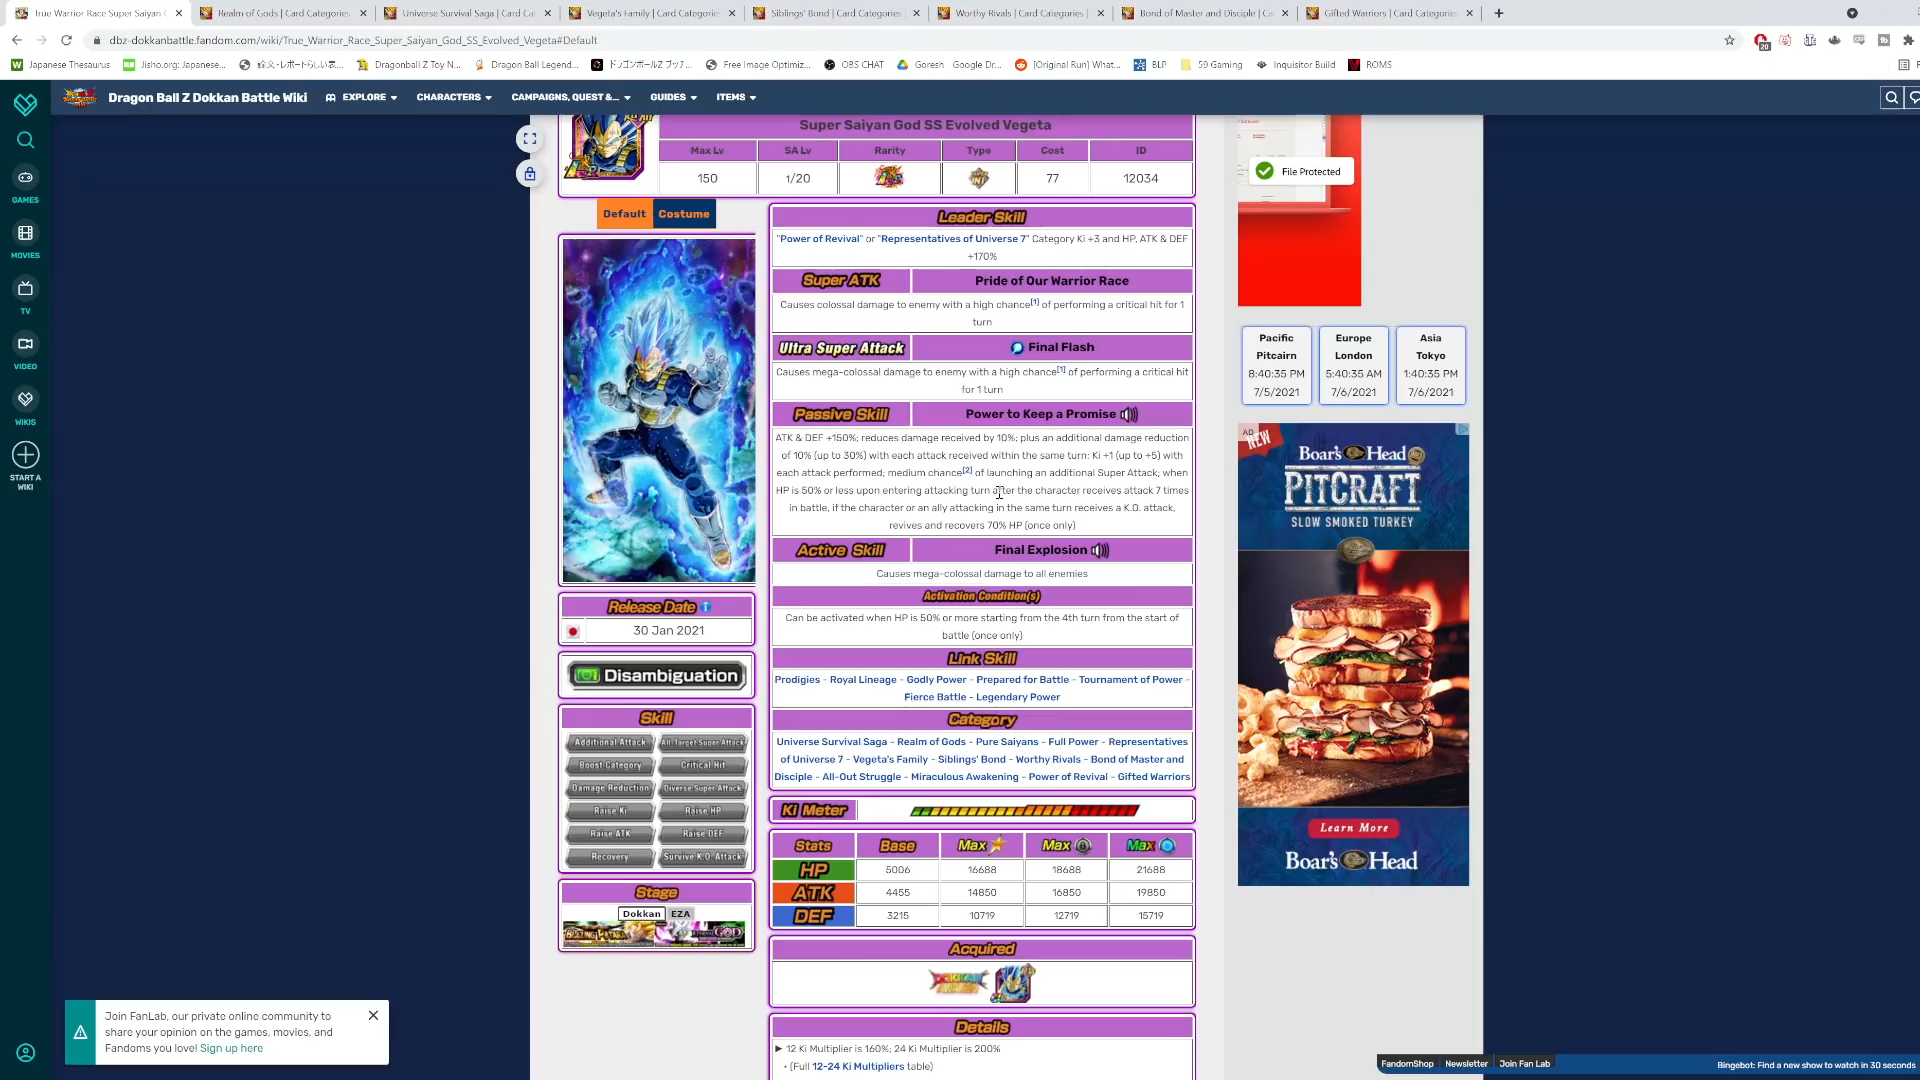 True Warrior Race Super Saiyan
Realm of Gods | Card Categories
Universe Survival Saga | Card Cat
Vegeta's Family | Card Categories
Siblings' Bond | Card Categories
Worthy Rivals | Card Categories |
Bond of Master and Disciple | Ca
Gifted Warriors | Card Categories
dbz-dokkanbattle.fandom.com/wiki/True_Warrior_Race_Super_Saiyan_God_SS_Evolved_Vegeta#Default
20
Japanese Thesaurus
Jisho.org: Japanese...
論文・レポートらしい表...
Dragonball Z Toy N...
Dragon Ball Legend...
ドラゴンボールZ ブッチ...
Free Image Optimiz...
OBS CHAT
Goresh Google Dr...
[Original Run] What...
BLP
59 Gaming
Inquisitor Build
ROMS
Dragon Ball Z Dokkan Battle Wiki
EXPLORE
CHARACTERS
CAMPAIGNS, QUEST &...
GUIDES
ITEMS
GAMES
MOVIES
TV
VIDEO
WIKIS
START A
WIKI
Super Saiyan God SS Evolved Vegeta
Max Lv SA Lv Rarity Type Cost ID
150 1/20 77 12034
Default Costume
Leader Skill
"Power of Revival" or "Representatives of Universe 7" Category Ki +3 and HP, ATK & DEF
+170%
Super ATK Pride of Our Warrior Race
Causes colossal damage to enemy with a high chance[1] of performing a critical hit for 1
turn
Ultra Super Attack Final Flash
Causes mega-colossal damage to enemy with a high chance[1] of performing a critical hit
for 1 turn
Passive Skill Power to Keep a Promise
ATK & DEF +150%; reduces damage received by 10%; plus an additional damage reduction
of 10% (up to 30%) with each attack received within the same turn: Ki +1 (up to +5) with
each attack performed; medium chance[2] of launching an additional Super Attack; when
HP is 50% or less upon entering attacking turn after the character receives attack 7 times
in battle, if the character or an ally attacking in the same turn receives a K.O. attack,
revives and recovers 70% HP (once only)
Active Skill Final Explosion
Causes mega-colossal damage to all enemies
Activation Condition(s)
Can be activated when HP is 50% or more starting from the 4th turn from the start of
battle (once only)
Link Skill
Prodigies - Royal Lineage - Godly Power - Prepared for Battle - Tournament of Power -
Fierce Battle - Legendary Power
Category
Universe Survival Saga - Realm of Gods - Pure Saiyans - Full Power - Representatives
of Universe 7 - Vegeta's Family - Siblings' Bond - Worthy Rivals - Bond of Master and
Disciple - All-Out Struggle - Miraculous Awakening - Power of Revival - Gifted Warriors
Ki Meter
Stats Base Max Max Max
HP 5006 16688 18688 21688
ATK 4455 14850 16850 19850
DEF 3215 10719 12719 15719
Acquired
Details
► 12 Ki Multiplier is 160%; 24 Ki Multiplier is 200%
• (Full 12-24 Ki Multipliers table)
Release Date
30 Jan 2021
Disambiguation
Skill
Additional Attack All-Target Super Attack
Boost Category Critical Hit
Damage Reduction Diverse Super Attack
Raise Ki Raise HP
Raise ATK Raise DEF
Recovery Survive K.O. Attack
Stage
Dokkan EZA
File Protected
Pacific
Pitcairn
8:40:35 PM
7/5/2021
Europe
London
5:40:35 AM
7/6/2021
Asia
Tokyo
1:40:35 PM
7/6/2021
AD
NEW
Boar's Head
PITCRAFT
SLOW SMOKED TURKEY
Learn More
Boar's Head
Join FanLab, our private online community to
share your opinion on the games, movies, and
Fandoms you love! Sign up here
FandomShop
Newsletter
Join Fan Lab
Bingebot: Find a new show to watch in 30 seconds